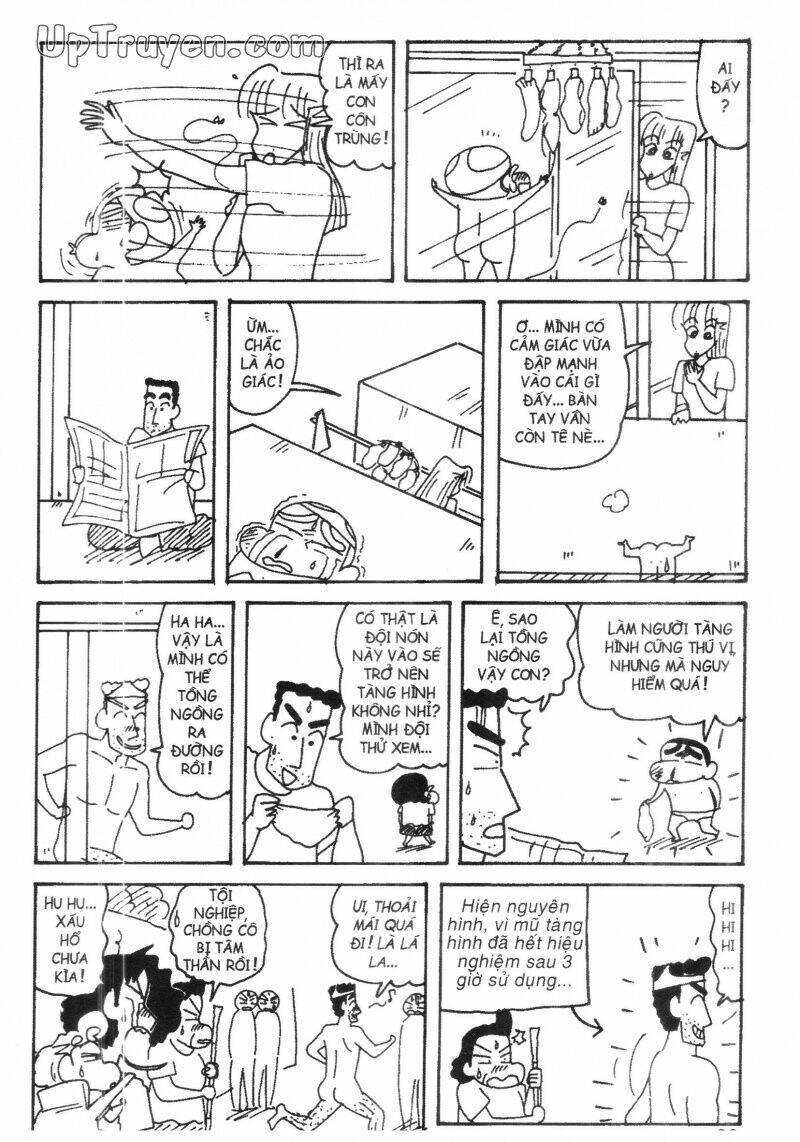 UpTruyen.com
THÌ RA
LÀ MẤY
CON
CÔN
TRÙNG!
AI
ĐẤY
?
ỪM...
CHẮC
LÀ ẢO
GIÁC!
Ơ... MÌNH CÓ
CẢM GIÁC VỪA
ĐẬP MẠNH
VÀO CÁI GÌ
ĐẤY... BÀN
TAY VẪN
CÒN TÊ NÈ...
HA HA...
VẬY LÀ
MÌNH CÓ
THỂ
TỒNG
NGỒNG
RA
ĐƯỜNG
RỒI!
CÓ THẬT LÀ
ĐỘI NÓN
NÀY VÀO SẼ
TRỞ NÊN
TÀNG HÌNH
KHÔNG NHỈ?
MÌNH ĐỘI
THỬ XEM...
Ê, SAO
LẠI TỒNG
NGỒNG
VẬY CON?
LÀM NGƯỜI TÀNG
HÌNH CŨNG THÚ VỊ,
NHƯNG MÀ NGUY
HIỂM QUÁ!
HU HU...
XẤU
HỔ
CHƯA
KÌA!
TỘI
NGHIỆP,
CHỒNG CÔ
BỊ TÂM
THẦN RỒI!
UI, THOẢI
MÁI QUÁ
ĐI! LÀ LÁ
LA...
Hiện nguyên
hình, vì mũ tàng
hình đã hết hiệu
nghiệm sau 3
giờ sử dụng...
HI
HI
HI
...